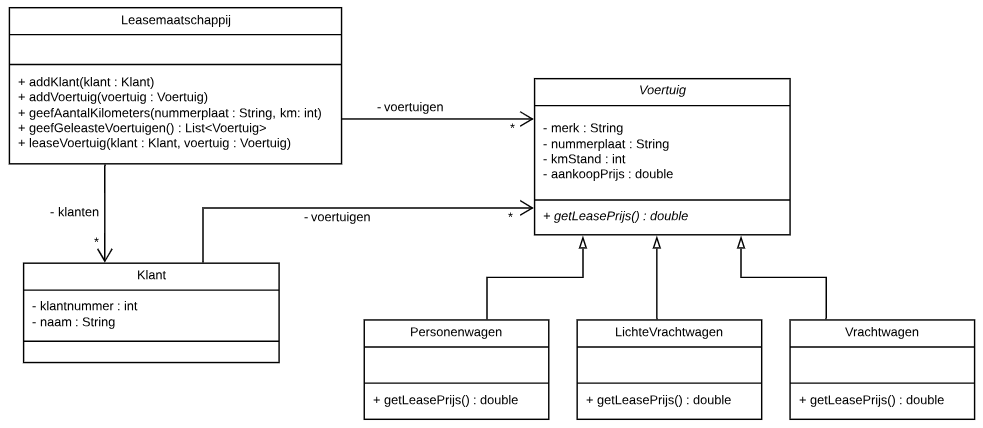 Leasemaatschappij
+ addKlant(klant : Klant)
+ addVoertuig(voertuig : Voertuig)
+ geefAantalKilometers(nummerplaat : String, km: int)
+ geefGeleasteVoertuigen() : List<Voertuig>
+ leaseVoertuig(klant : Klant, voertuig : Voertuig)
- voertuigen
*
Voertuig
- merk : String
- nummerplaat : String
- kmStand : int
- aankoopPrijs : double
+ getLeasePrijs() : double
- klanten
*
- voertuigen
*
Klant
- klantnummer : int
- naam : String
Personenwagen
+ getLeasePrijs() : double
LichteVrachtwagen
+ getLeasePrijs() : double
Vrachtwagen
+ getLeasePrijs() : double